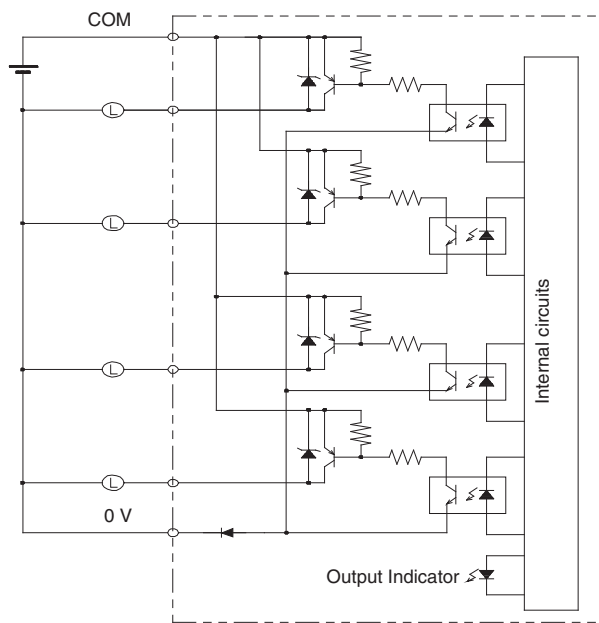 COM
L
L
L
L
0 V
Internal circuits
Output Indicator